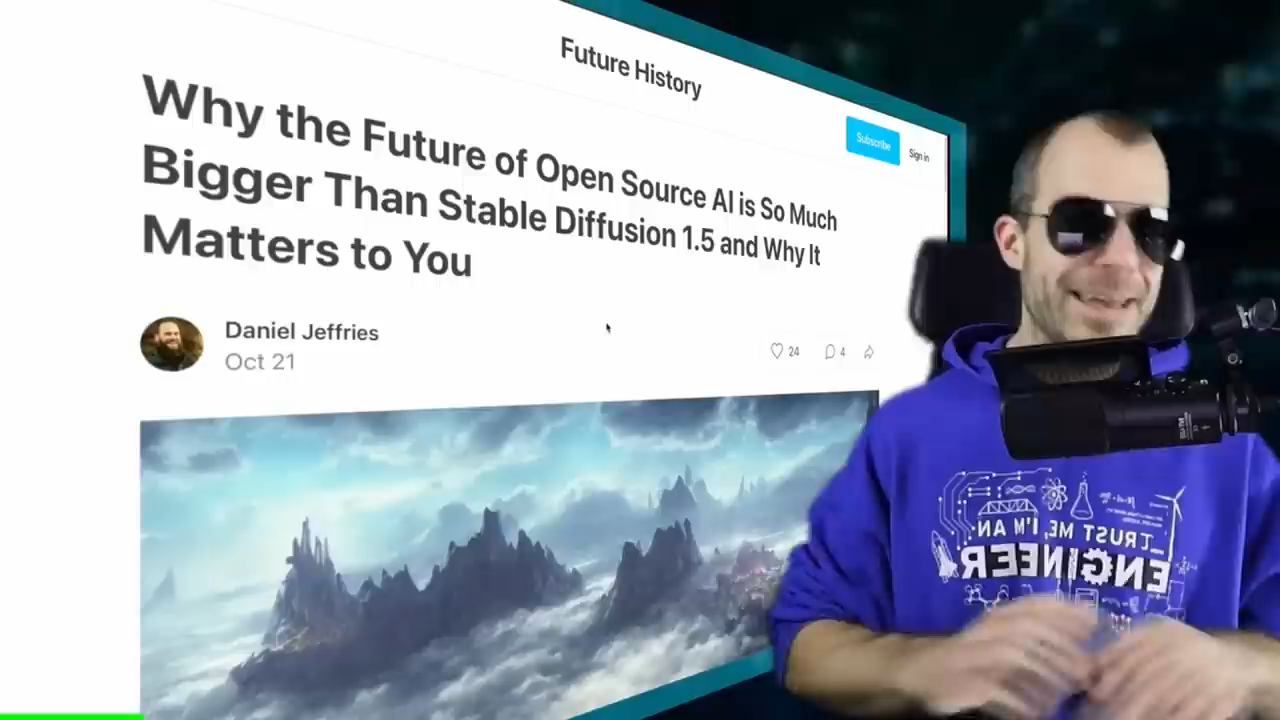 Future History
Subscribe
Sign in
Why the Future of Open Source AI is So Much
Bigger Than Stable Diffusion 1.5 and Why It
Matters to You
Daniel Jeffries
Oct 21
24
4
TRUST ME, I'M AN
ENGINEER